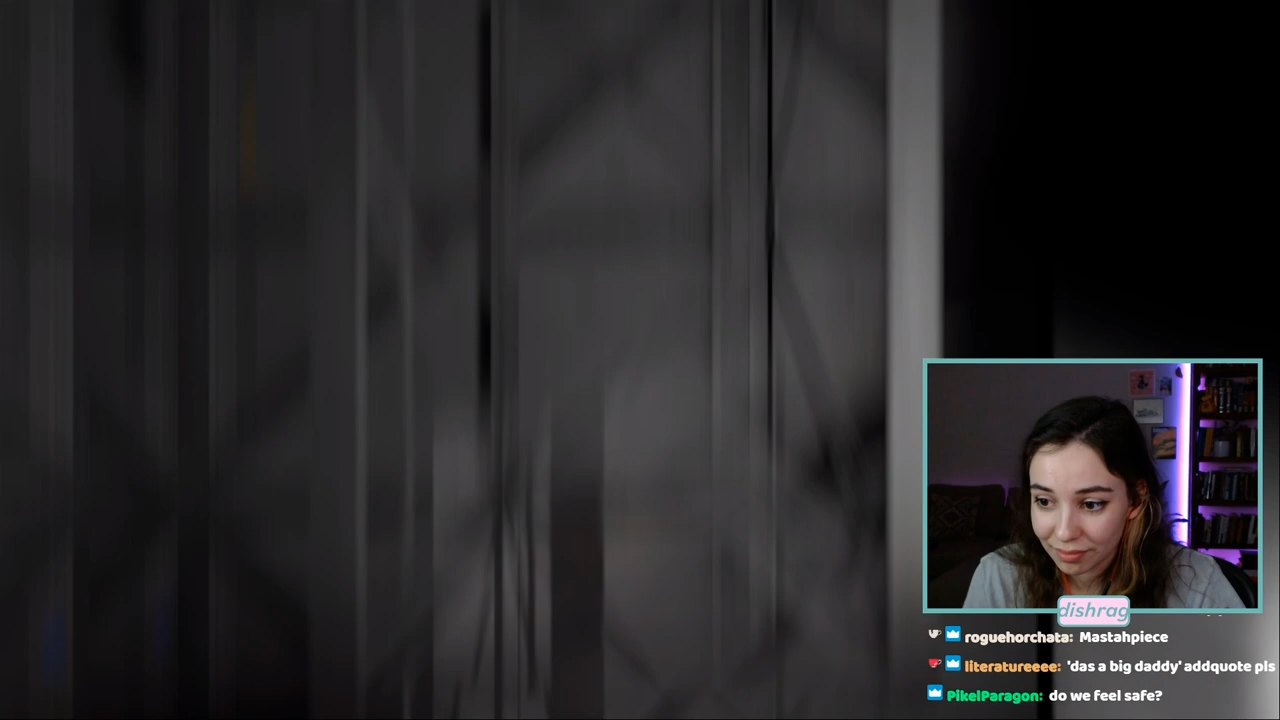 dishrag
roguehorchata: Mastahpiece
literatureeee: 'das a big daddy' addquote pls
PikelParagon: do we feel safe?